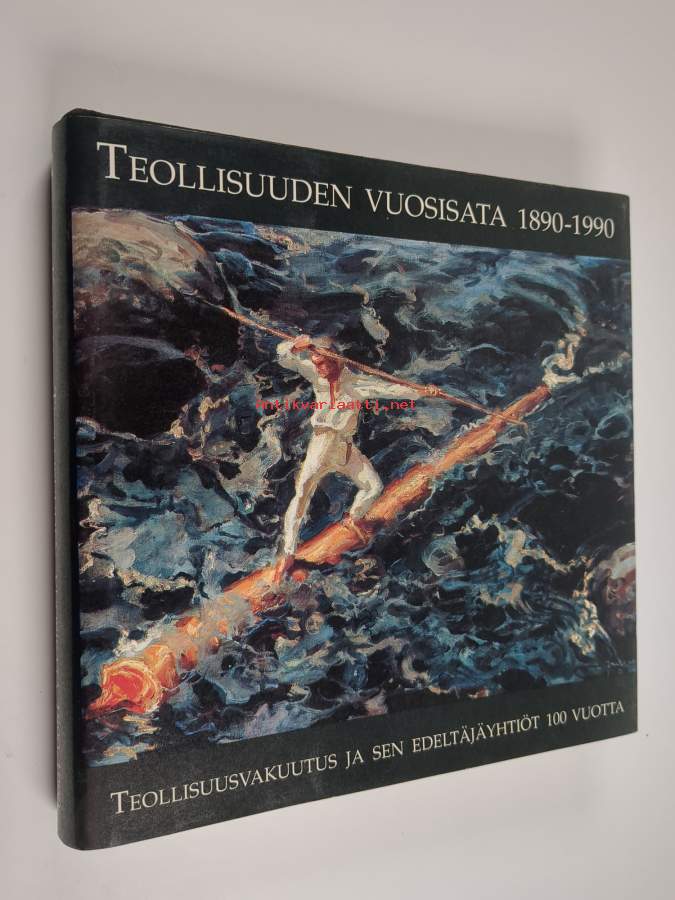 TEOLLISUUDEN VUOSISATA 1890-1990
antikvariaatti.net
TEOLLISUUSVAKUUTUS JA SEN EDELTÄJÄYHTIÖT 100 VUOTTA